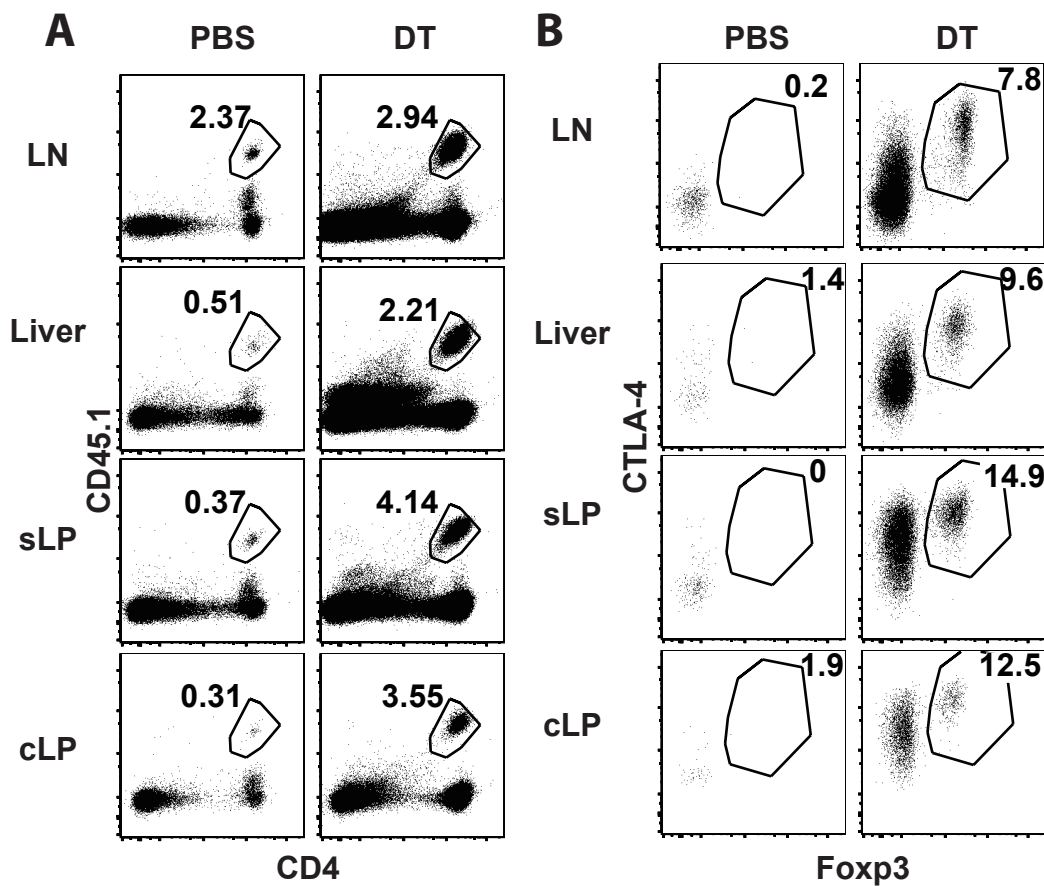 A
PBS
DT
LN
2.37
2.94
Liver
0.51
2.21
sLP
0.37
4.14
cLP
0.31
3.55
CD45.1
CD4
B
PBS
DT
LN
0.2
7.8
Liver
1.4
9.6
sLP
0
14.9
cLP
1.9
12.5
CTLA-4
Foxp3